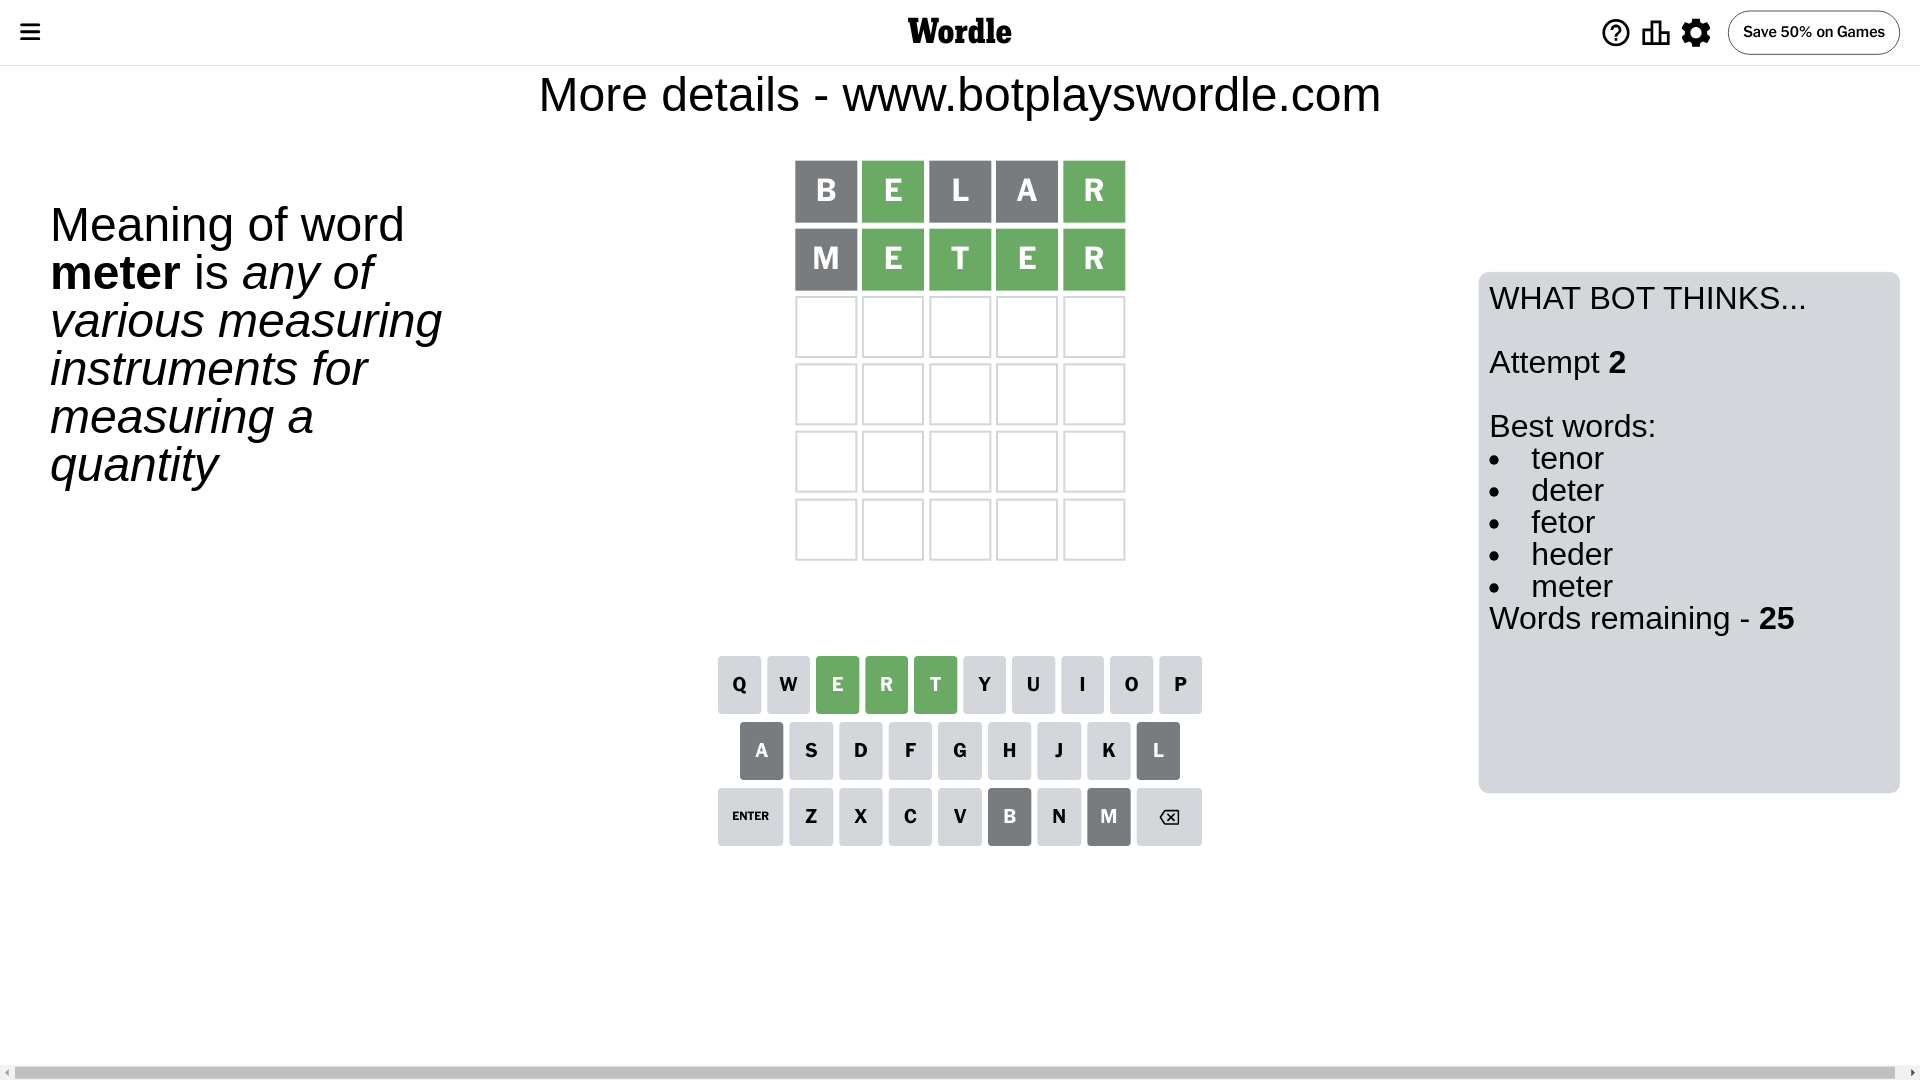 Wordle
Save 50% on Games
More details - www.botplayswordle.com
Meaning of word
meter is any of
various measuring
instruments for
measuring a
quantity
B E L A R
M E T E R
WHAT BOT THINKS...
Attempt 2
Best words:
• tenor
• deter
• fetor
• heder
• meter
Words remaining - 25
Q W E R T Y U I O P
A S D F G H J K L
ENTER Z X C V B N M